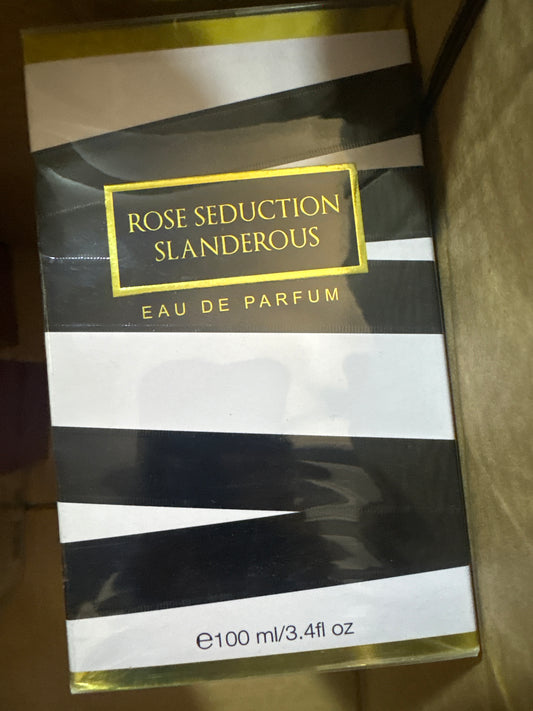 ROSE SEDUCTION
SLANDEROUS
EAU DE PARFUM
℮100 ml/3.4fl oz